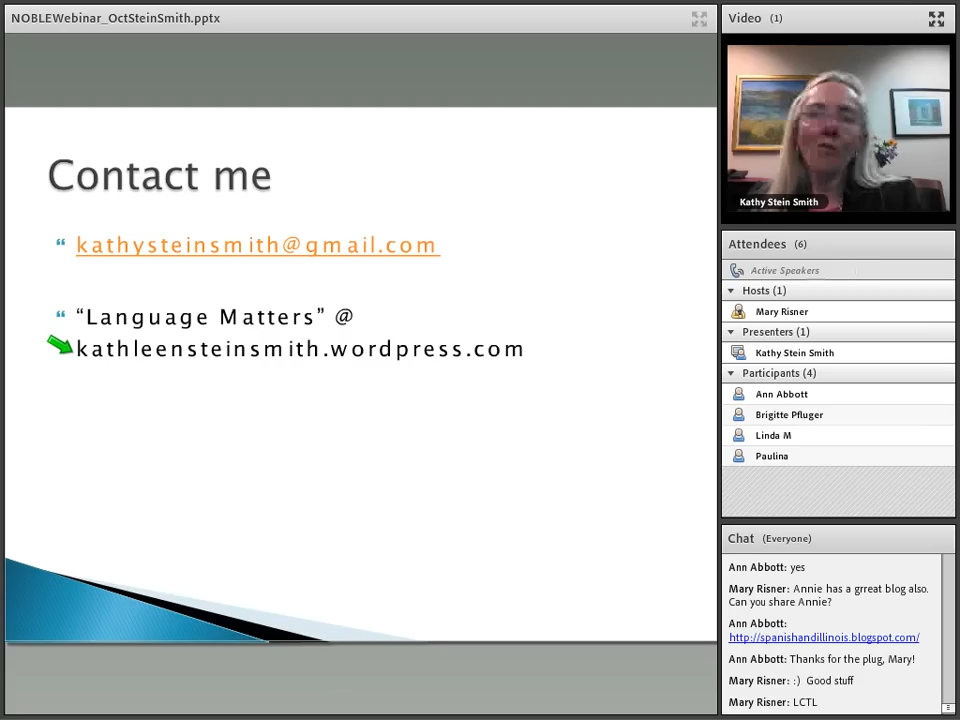 NOBLEWebinar_OctSteinSmith.pptx
Contact me
kathysteinsmith@gmail.com
“Language Matters” @
kathleensteinsmith.wordpress.com
Video (1)
Kathy Stein Smith
Attendees (6)
Active Speakers
Hosts (1)
Mary Risner
Presenters (1)
Kathy Stein Smith
Participants (4)
Ann Abbott
Brigitte Pfluger
Linda M
Paulina
Chat (Everyone)
Ann Abbott: yes
Mary Risner: Annie has a grreat blog also.
Can you share Annie?
Ann Abbott:
http://spanishandillinois.blogspot.com/
Ann Abbott: Thanks for the plug, Mary!
Mary Risner: :) Good stuff
Mary Risner: LCTL